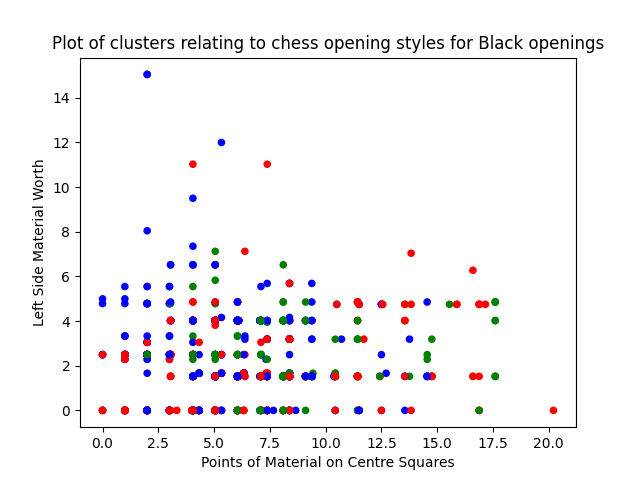 Plot of clusters relating to chess opening styles for Black openings
14
12
10
8
6
4
2
0
Left Side Material Worth
0.0 2.5 5.0 7.5 10.0 12.5 15.0 17.5 20.0
Points of Material on Centre Squares